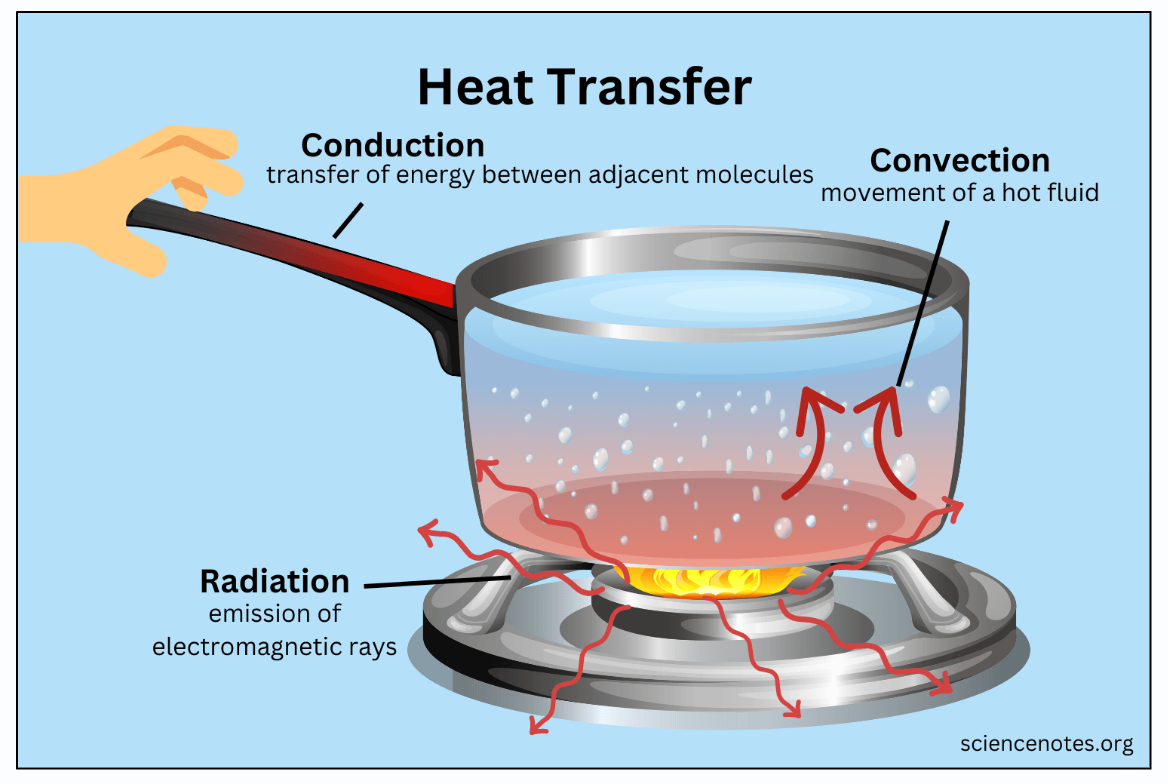 Heat Transfer
Conduction
transfer of energy between adjacent molecules
Convection
movement of a hot fluid
Radiation
emission of
electromagnetic rays
sciencenotes.org